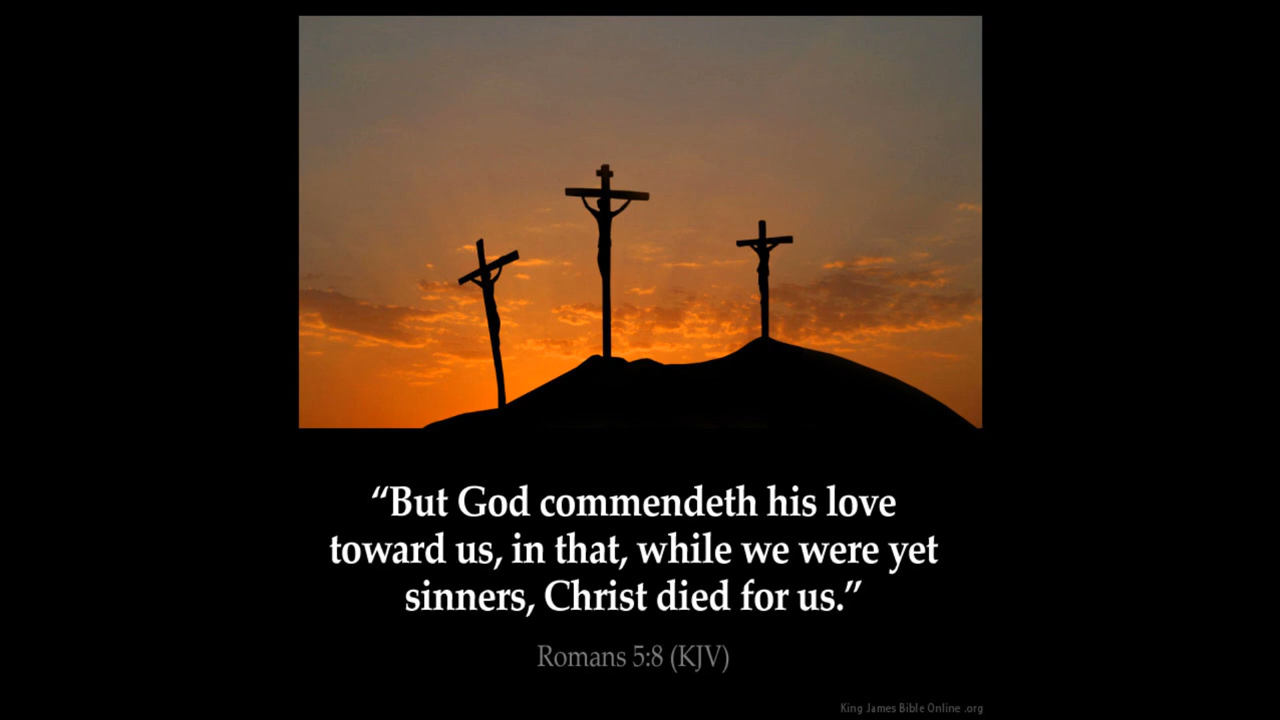 “But God commendeth his love
toward us, in that, while we were yet
sinners, Christ died for us.”
Romans 5:8 (KJV)
King James Bible Online .org